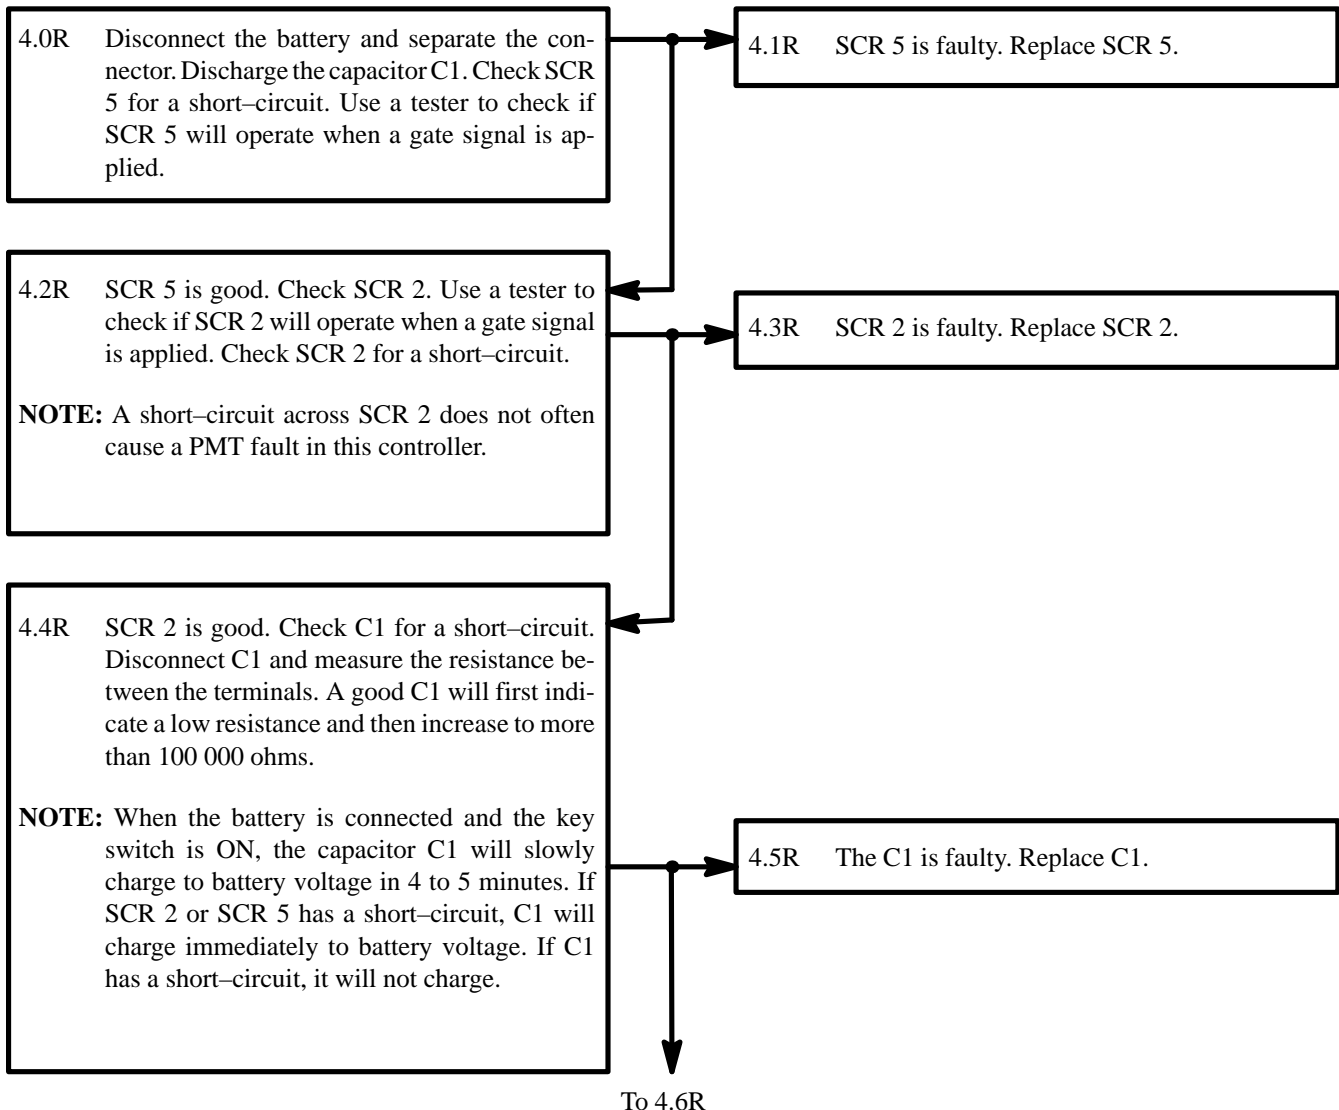 4.0R Disconnect the battery and separate the con-
nector. Discharge the capacitor C1. Check SCR
5 for a short–circuit. Use a tester to check if
SCR 5 will operate when a gate signal is ap-
plied.
4.1R SCR 5 is faulty. Replace SCR 5.
4.2R SCR 5 is good. Check SCR 2. Use a tester to
check if SCR 2 will operate when a gate signal
is applied. Check SCR 2 for a short–circuit.
NOTE: A short–circuit across SCR 2 does not often
cause a PMT fault in this controller.
4.3R SCR 2 is faulty. Replace SCR 2.
4.4R SCR 2 is good. Check C1 for a short–circuit.
Disconnect C1 and measure the resistance be-
tween the terminals. A good C1 will first indi-
cate a low resistance and then increase to more
than 100 000 ohms.
NOTE: When the battery is connected and the key
switch is ON, the capacitor C1 will slowly
charge to battery voltage in 4 to 5 minutes. If
SCR 2 or SCR 5 has a short–circuit, C1 will
charge immediately to battery voltage. If C1
has a short–circuit, it will not charge.
4.5R The C1 is faulty. Replace C1.
To 4.6R